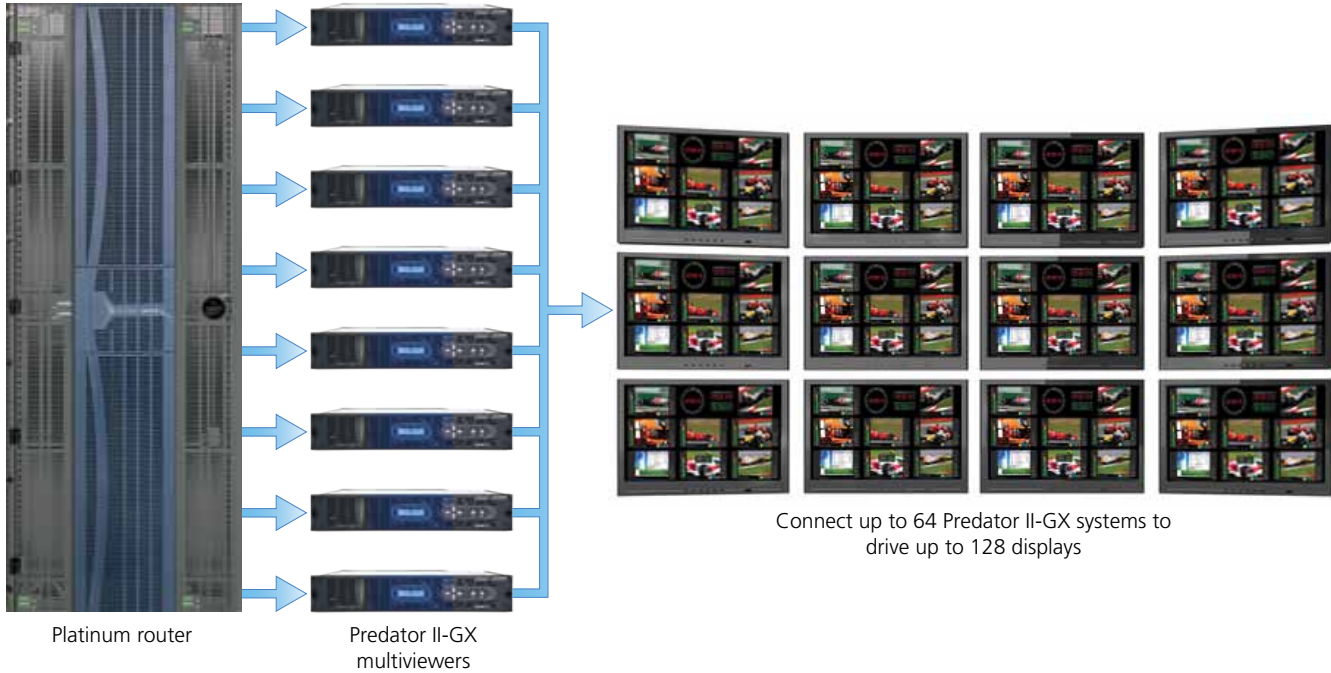 Connect up to 64 Predator II-GX systems to
drive up to 128 displays
Platinum router
Predator II-GX
multiviewers